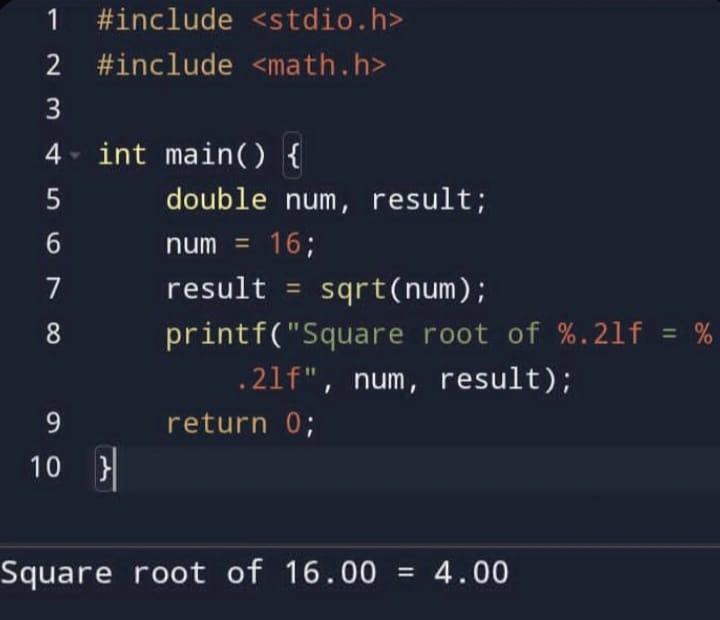 1 #include <stdio.h>
2 #include <math.h>
3
4 int main() {
5 double num, result;
6 num = 16;
7 result = sqrt(num);
8 printf("Square root of %.2lf = %
.2lf", num, result);
9 return 0;
10 }
Square root of 16.00 = 4.00